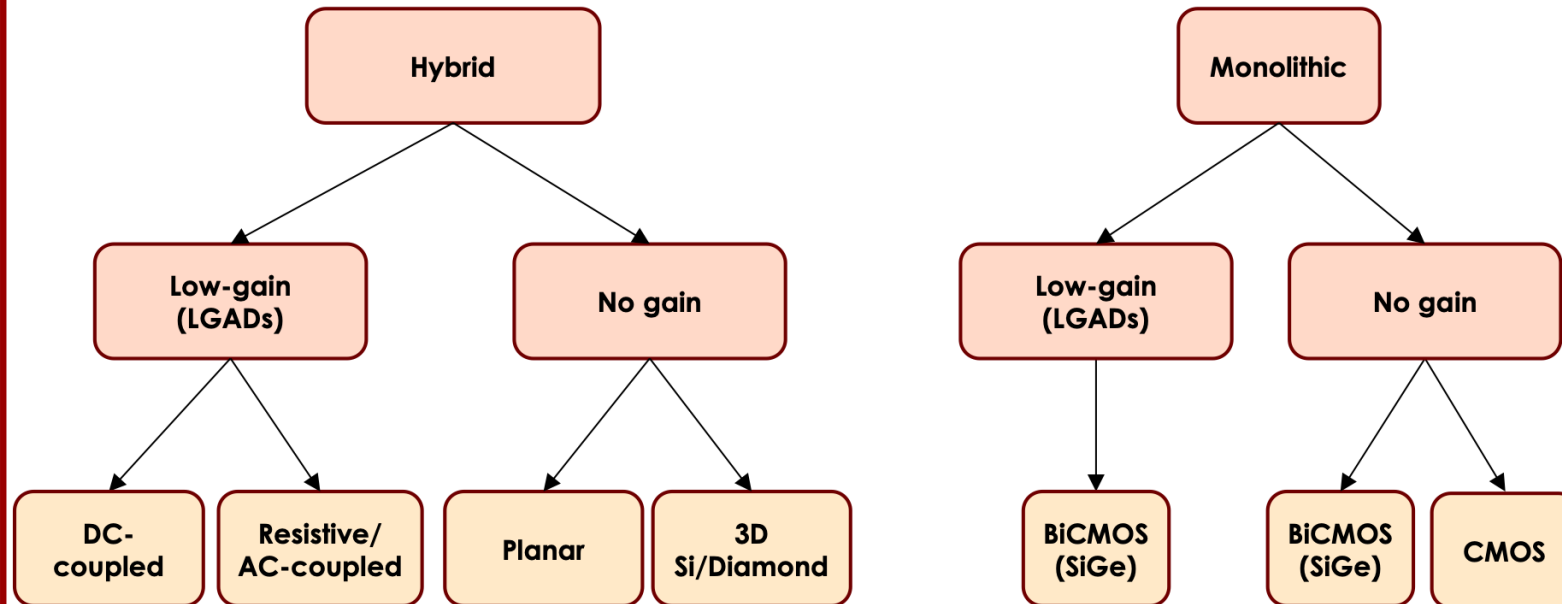 Hybrid
Monolithic
Low-gain
(LGADs)
No gain
Low-gain
(LGADs)
No gain
DC-
coupled
Resistive/
AC-coupled
Planar
3D
Si/Diamond
BiCMOS
(SiGe)
BiCMOS
(SiGe)
CMOS